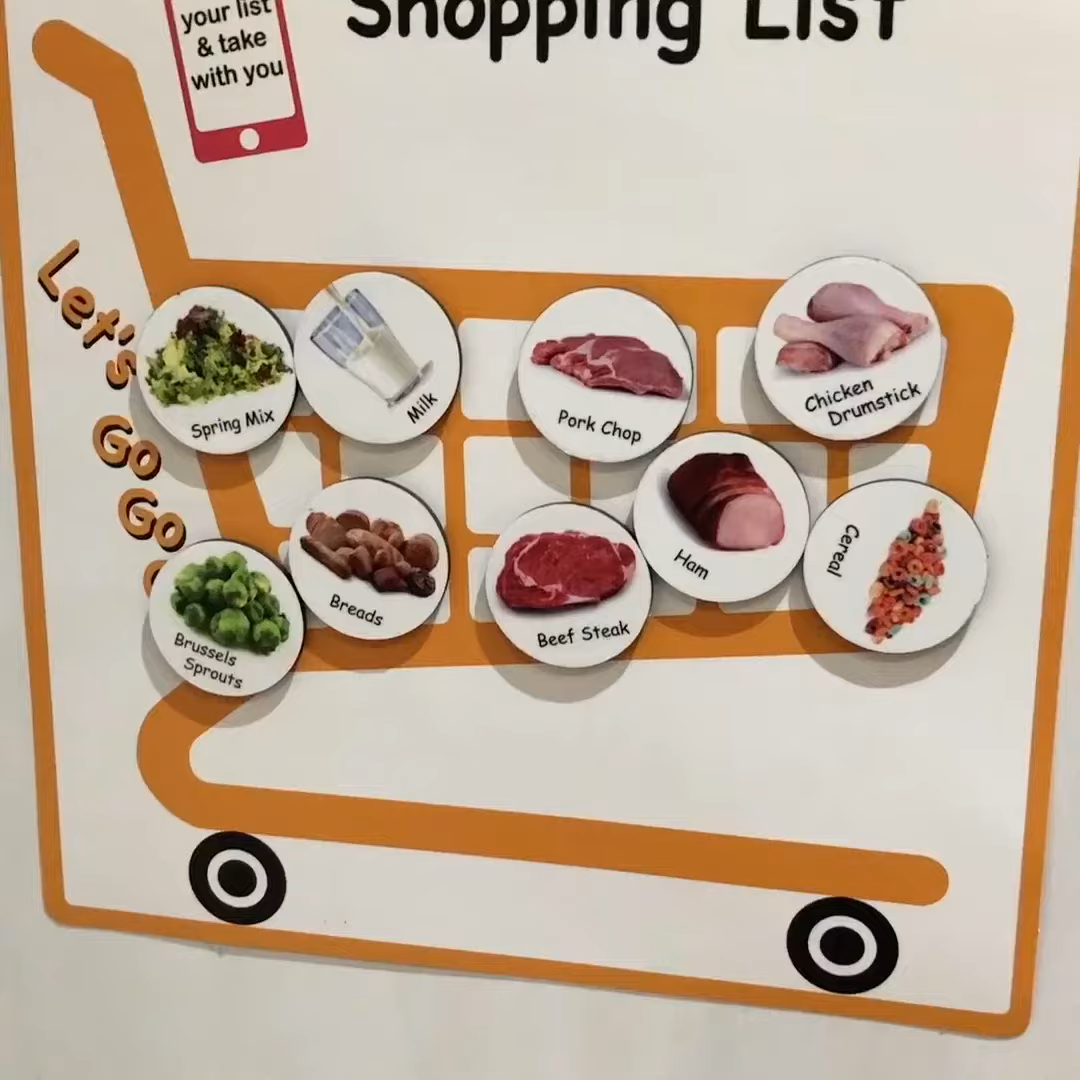 your list
& take
with you
Shopping List
Let's
Go
Go
Spring Mix
Milk
Pork Chop
Chicken
Drumstick
Brussels
Sprouts
Breads
Beef Steak
Ham
Cereal